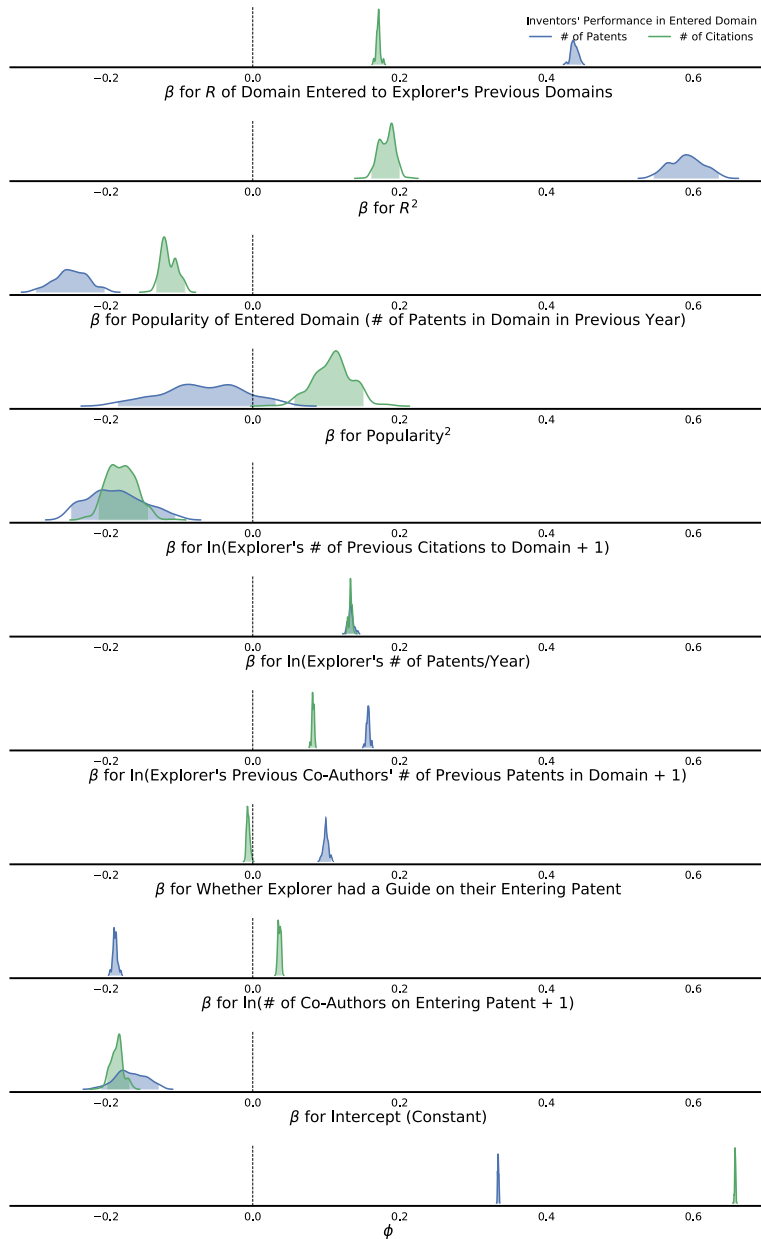 Inventors' Performance in Entered Domain
# of Patents # of Citations
−0.2 0.0 0.2 0.4 0.6
β for R of Domain Entered to Explorer's Previous Domains
−0.2 0.0 0.2 0.4 0.6
β for R²
−0.2 0.0 0.2 0.4 0.6
β for Popularity of Entered Domain (# of Patents in Domain in Previous Year)
−0.2 0.0 0.2 0.4 0.6
β for Popularity²
−0.2 0.0 0.2 0.4 0.6
β for ln(Explorer's # of Previous Citations to Domain + 1)
−0.2 0.0 0.2 0.4 0.6
β for ln(Explorer's # of Patents/Year)
−0.2 0.0 0.2 0.4 0.6
β for ln(Explorer's Previous Co-Authors' # of Previous Patents in Domain + 1)
−0.2 0.0 0.2 0.4 0.6
β for Whether Explorer had a Guide on their Entering Patent
−0.2 0.0 0.2 0.4 0.6
β for ln(# of Co-Authors on Entering Patent + 1)
−0.2 0.0 0.2 0.4 0.6
β for Intercept (Constant)
−0.2 0.0 0.2 0.4 0.6
ϕ